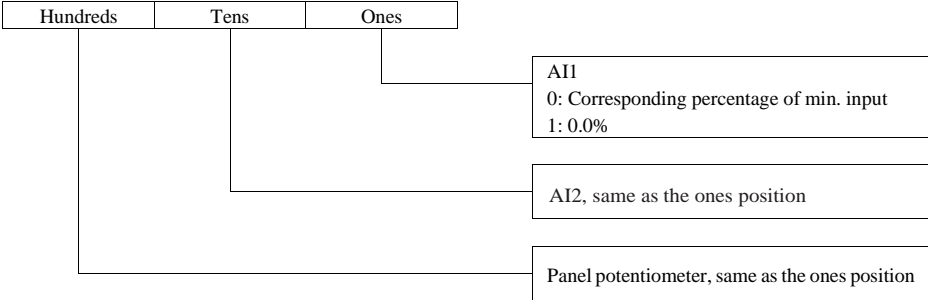 Hundreds Tens Ones
AI1
0: Corresponding percentage of min. input
1: 0.0%
AI2, same as the ones position
Panel potentiometer, same as the ones position